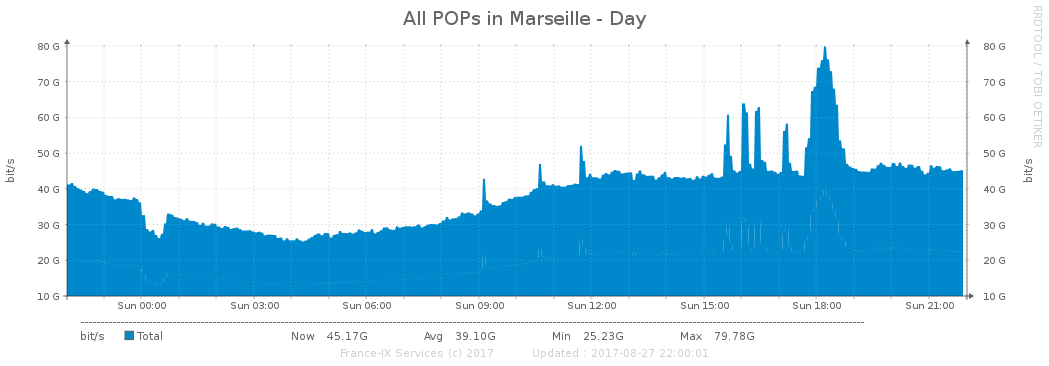 All POPs in Marseille - Day
RRDTOOL / TOBI OETIKER
bit/s
80 G 80 G
70 G 70 G
60 G 60 G
50 G 50 G
40 G 40 G
30 G 30 G
20 G 20 G
10 G 10 G
bit/s
Sun 00:00 Sun 03:00 Sun 06:00 Sun 09:00 Sun 12:00 Sun 15:00 Sun 18:00 Sun 21:00
bit/s Total Now 45.17G Avg 39.10G Min 25.23G Max 79.78G
France-IX Services (c) 2017 Updated : 2017-08-27 22:00:01